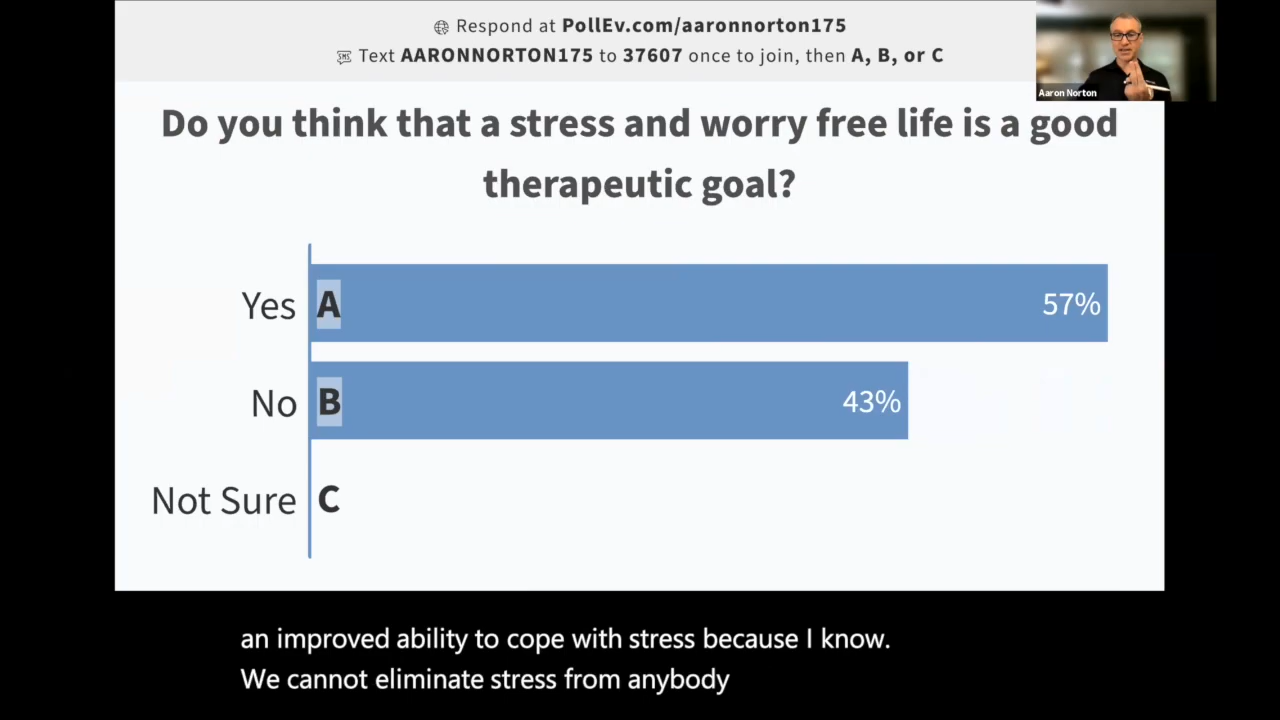 Respond at PollEv.com/aaronnorton175
Text AARONNORTON175 to 37607 once to join, then A, B, or C
Aaron Norton
Do you think that a stress and worry free life is a good
therapeutic goal?
Yes A 57%
No B 43%
Not Sure C
an improved ability to cope with stress because I know.
We cannot eliminate stress from anybody